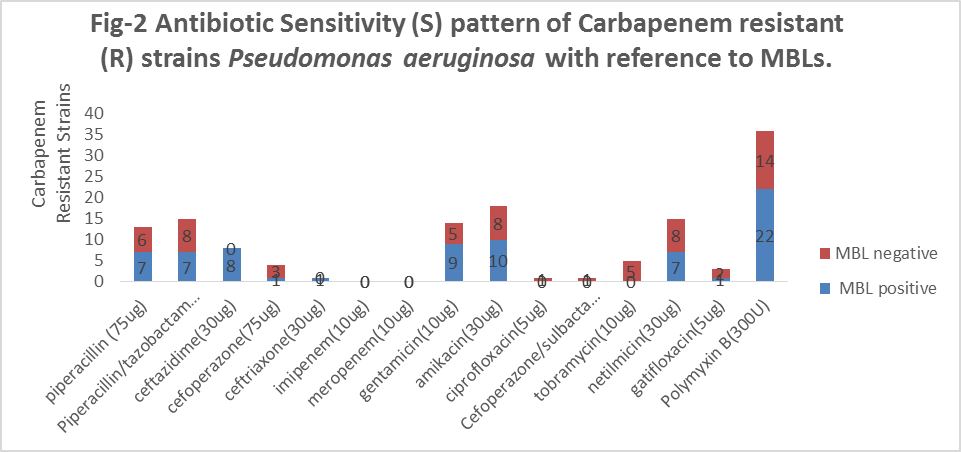 Fig-2 Antibiotic Sensitivity (S) pattern of Carbapenem resistant
(R) strains Pseudomonas aeruginosa with reference to MBLs.
Carbapenem
Resistant Strains
40
35
30
25
20
15
10
5
0
6
7
8
7
0
8
3
1
0
1
0
0
5
9
8
10
1
0
1
0
5
0
8
7
2
1
14
22
piperacillin (75ug)
Piperacillin/tazobactam...
ceftazidime(30ug)
cefoperazone(75ug)
ceftriaxone(30ug)
imipenem(10ug)
meropenem(10ug)
gentamicin(10ug)
amikacin(30ug)
ciprofloxacin(5ug)
Cefoperazone/sulbacta...
tobramycin(10ug)
netilmicin(30ug)
gatifloxacin(5ug)
Polymyxin B(300U)
MBL negative
MBL positive